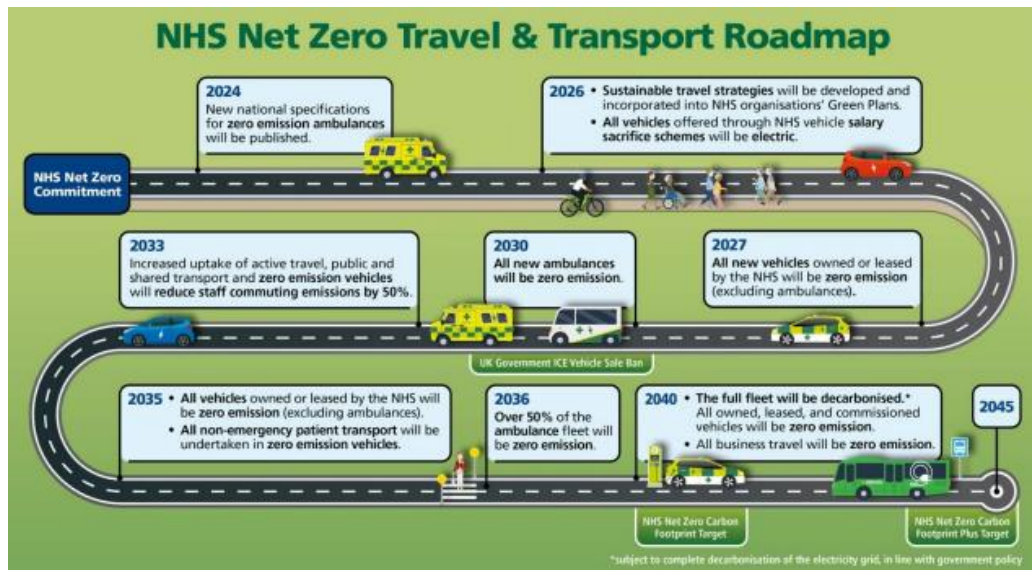 NHS Net Zero Travel & Transport Roadmap
NHS Net Zero
Commitment
2024
New national specifications
for zero emission ambulances
will be published.
2026 • Sustainable travel strategies will be developed and
incorporated into NHS organisations' Green Plans.
• All vehicles offered through NHS vehicle salary
sacrifice schemes will be electric.
2027
All new vehicles owned or leased
by the NHS will be zero emission
(excluding ambulances).
2030
All new ambulances
will be zero emission.
UK Government ICE Vehicle Sale Ban
2033
Increased uptake of active travel, public and
shared transport and zero emission vehicles
will reduce staff commuting emissions by 50%.
2035 • All vehicles owned or leased by the NHS will
be zero emission (excluding ambulances).
• All non-emergency patient transport will be
undertaken in zero emission vehicles.
2036
Over 50% of the
ambulance fleet will
be zero emission.
2040 • The full fleet will be decarbonised.*
All owned, leased, and commissioned
vehicles will be zero emission.
• All business travel will be zero emission.
NHS Net Zero Carbon
Footprint Target
2045
NHS Net Zero Carbon
Footprint Plus Target
*subject to complete decarbonisation of the electricity grid, in line with government policy